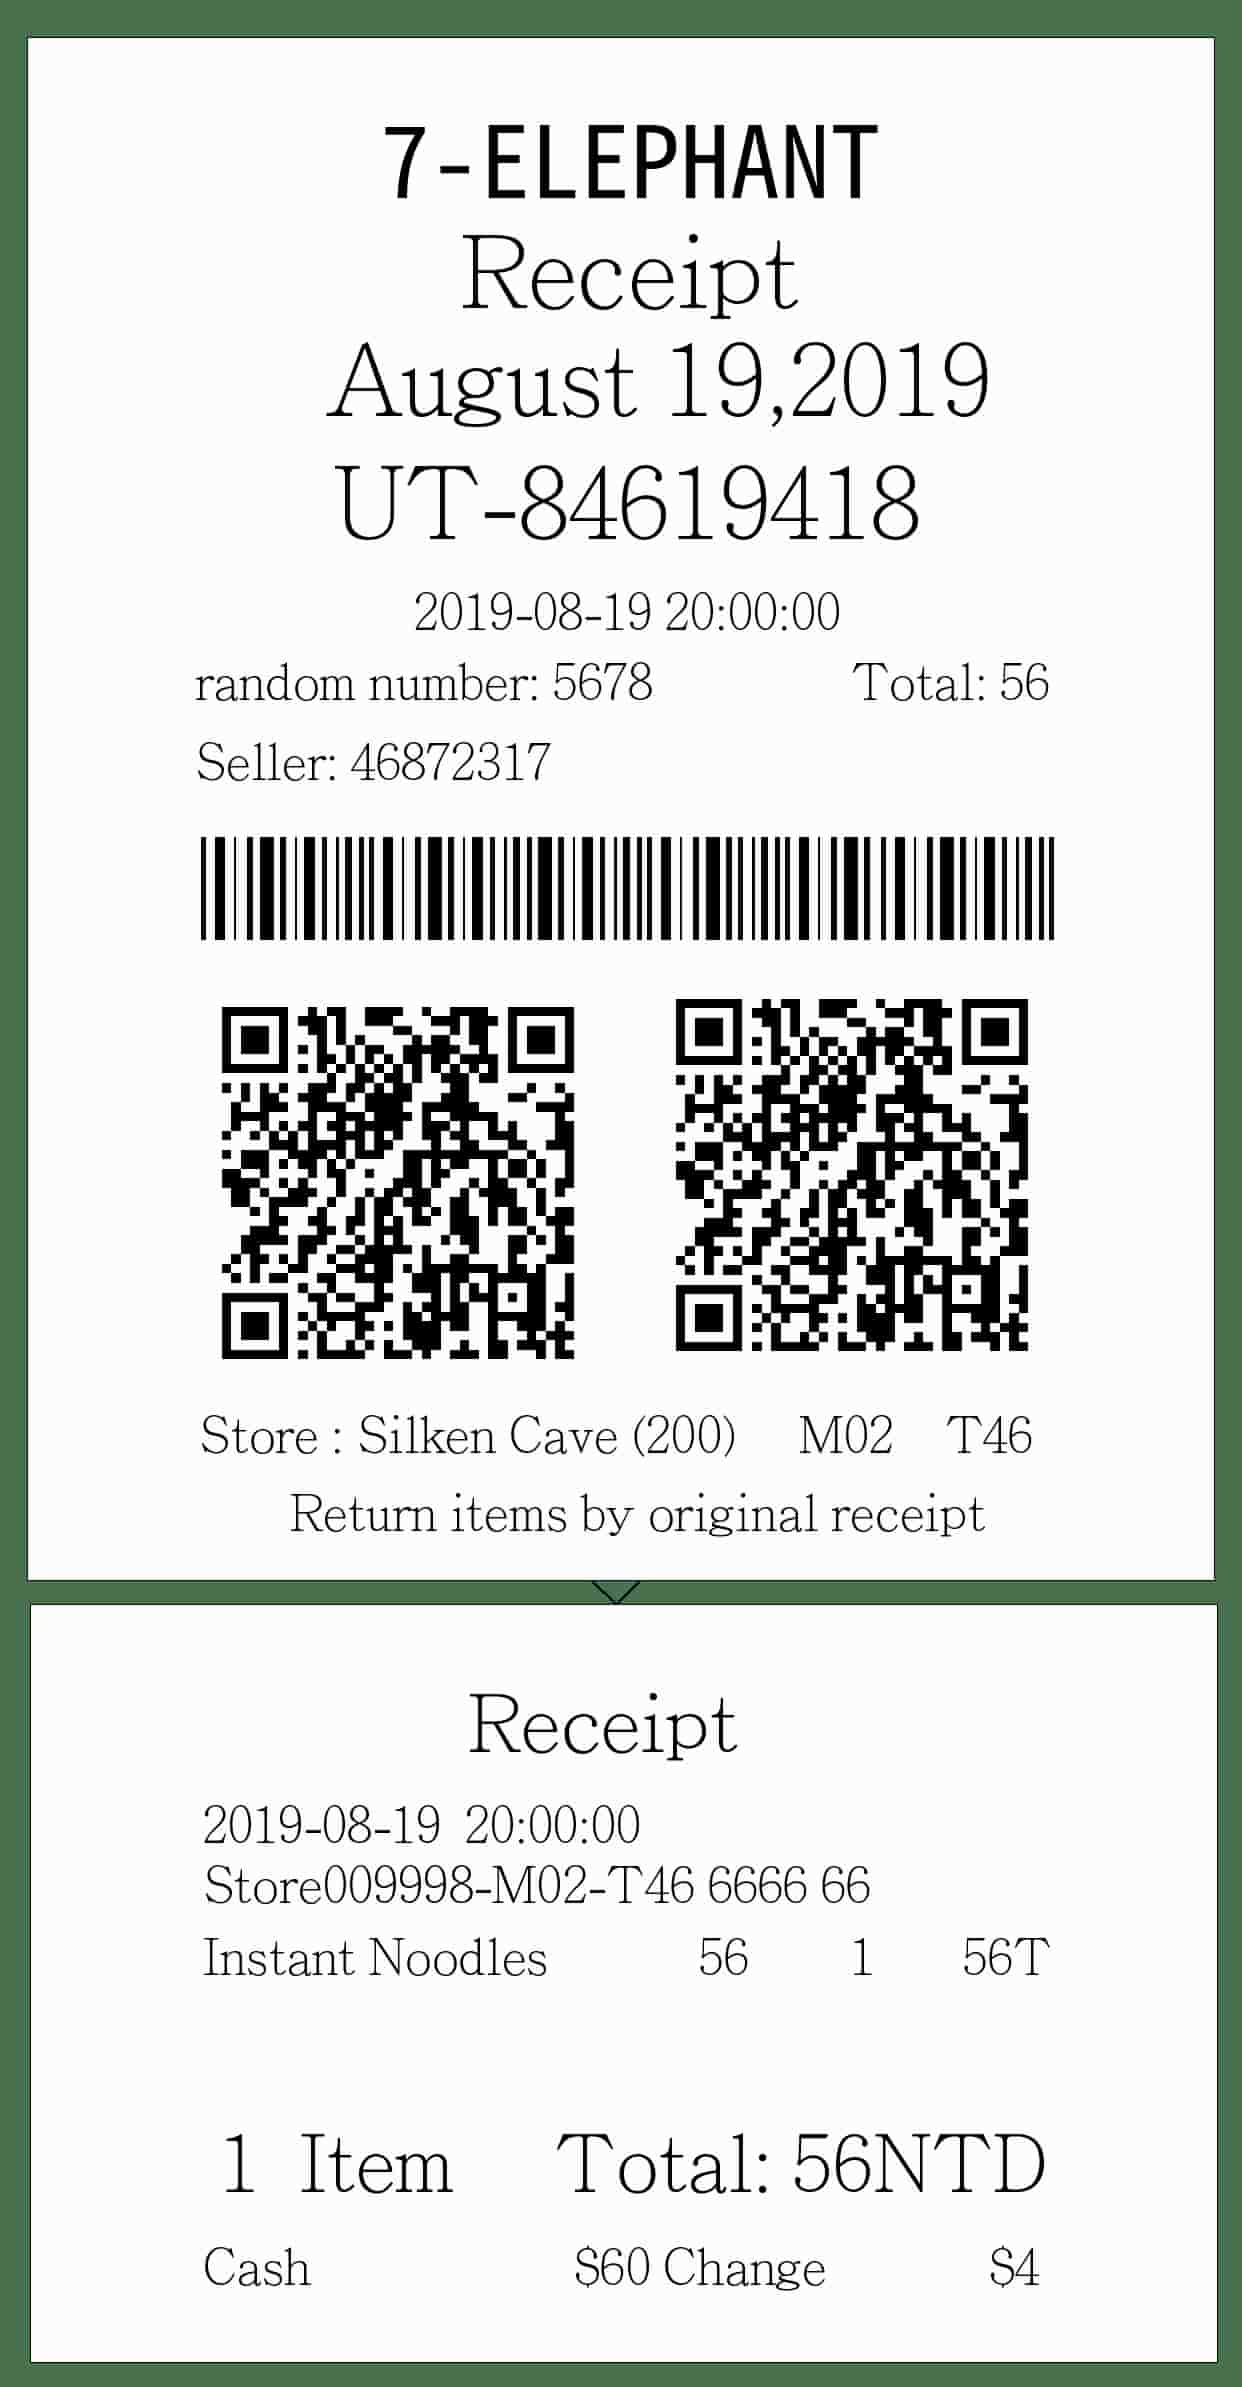 7-ELEPHANT
Receipt
August 19,2019
UT-84619418
2019-08-19 20:00:00
random number: 5678 Total: 56
Seller: 46872317
Store : Silken Cave (200) M02 T46
Return items by original receipt
Receipt
2019-08-19 20:00:00
Store009998-M02-T46 6666 66
Instant Noodles 56 1 56T
1 Item Total: 56NTD
Cash $60 Change $4